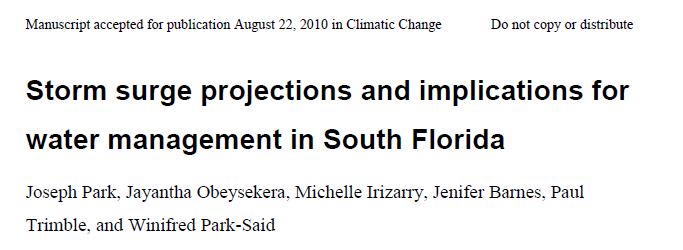 Manuscript accepted for publication August 22, 2010 in Climatic Change Do not copy or distribute
Storm surge projections and implications for
water management in South Florida
Joseph Park, Jayantha Obeysekera, Michelle Irizarry, Jenifer Barnes, Paul
Trimble, and Winifred Park-Said